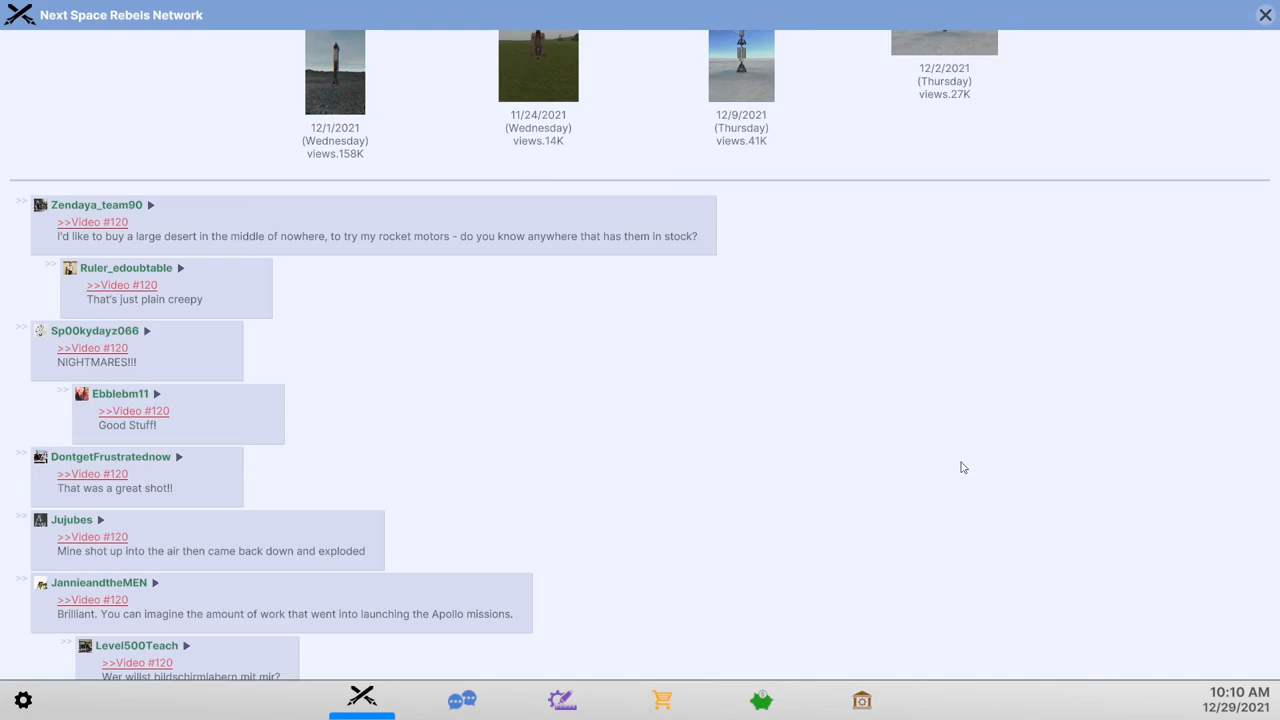 Next Space Rebels Network
12/1/2021
(Wednesday)
views.158K
11/24/2021
(Wednesday)
views.14K
12/9/2021
(Thursday)
views.41K
12/2/2021
(Thursday)
views.27K
>> Zendaya_team90
>>Video #120
I'd like to buy a large desert in the middle of nowhere, to try my rocket motors - do you know anywhere that has them in stock?
>> Ruler_edoubtable
>>Video #120
That's just plain creepy
>> Sp00kydayz066
>>Video #120
NIGHTMARES!!!
>> Ebblebm11
>>Video #120
Good Stuff!
>> DontgetFrustratednow
>>Video #120
That was a great shot!!
>> Jujubes
>>Video #120
Mine shot up into the air then came back down and exploded
>> JannieandtheMEN
>>Video #120
Brilliant. You can imagine the amount of work that went into launching the Apollo missions.
>> Level500Teach
>>Video #120
Wer willst bildschirmlabern mit mir?
10:10 AM
12/29/2021